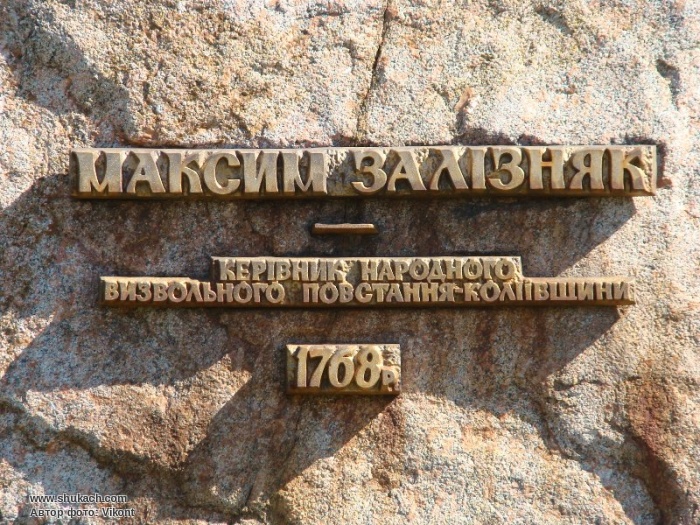 МАКСИМ ЗАЛІЗНЯК
КЕРІВНИК НАРОДНОГО
ВИЗВОЛЬНОГО ПОВСТАННЯ-КОЛІЇВЩИНИ
1768р.
www.shukach.com
Автор фото: Vikont